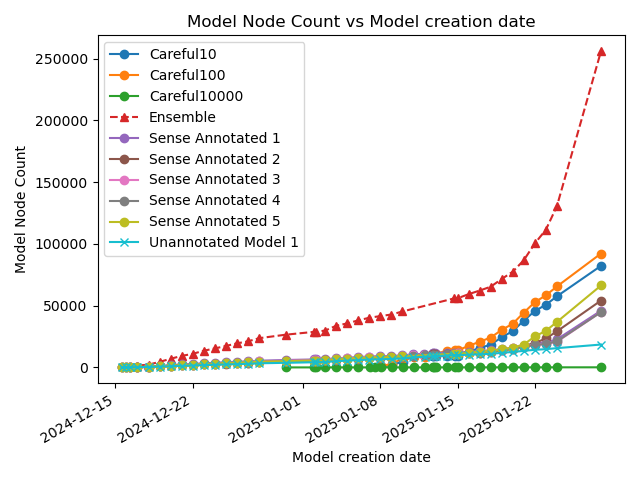 Model Node Count vs Model creation date
Model Node Count
250000
200000
150000
100000
50000
0
Careful10
Careful100
Careful10000
Ensemble
Sense Annotated 1
Sense Annotated 2
Sense Annotated 3
Sense Annotated 4
Sense Annotated 5
Unannotated Model 1
2024-12-15
2024-12-22
2025-01-01
2025-01-08
2025-01-15
2025-01-22
Model creation date